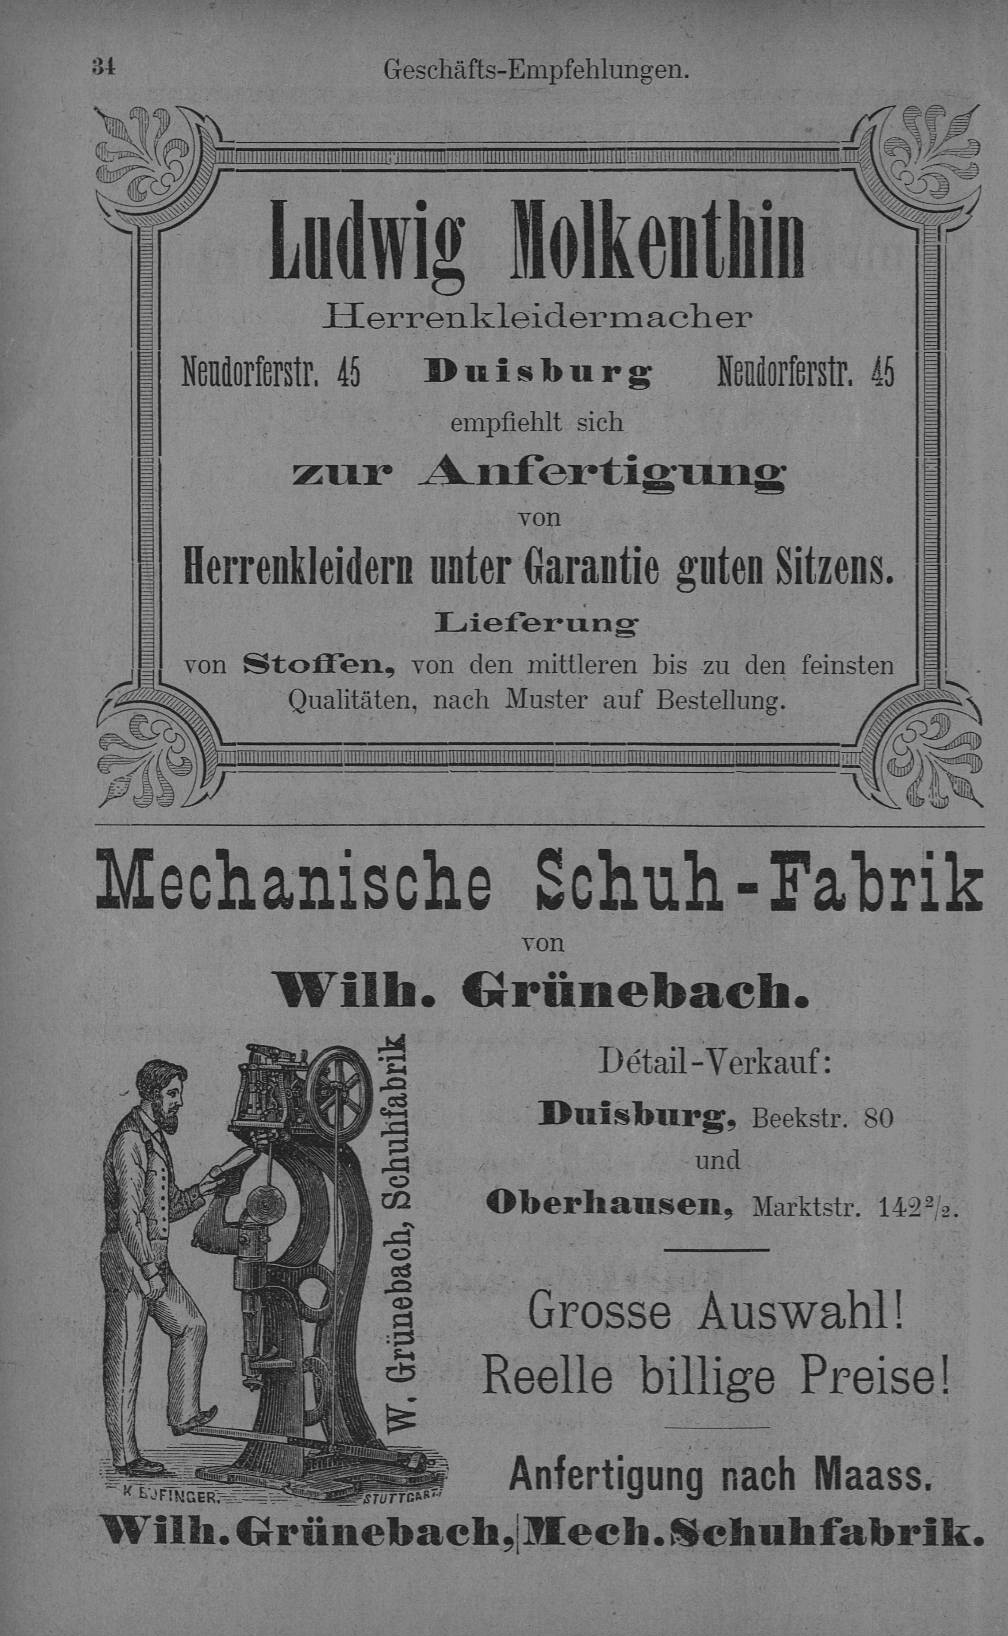 34
Geschäfts-Empfehlungen.
Ludwig Molkenthin
Herrenkleidermacher
Neudorferstr. 45 Duisburg Neudorferstr. 45
empfiehlt sich
zur Anfertigung
von
Herrenkleidern unter Garantie guten Sitzens.
Lieferung
von Stoffen, von den mittleren bis zu den feinsten
Qualitäten, nach Muster auf Bestellung.
Mechanische Schuh-Fabrik
von
Wilh. Grünebach.
W. Grünebach, Schuhfabrik
K. BOFINGER. STUTTGART.
Détail-Verkauf:
Duisburg, Beekstr. 80
und
Oberhausen, Marktstr. 142²/₂.
Grosse Auswahl!
Reelle billige Preise!
Anfertigung nach Maass.
Wilh. Grünebach, Mech. Schuhfabrik.